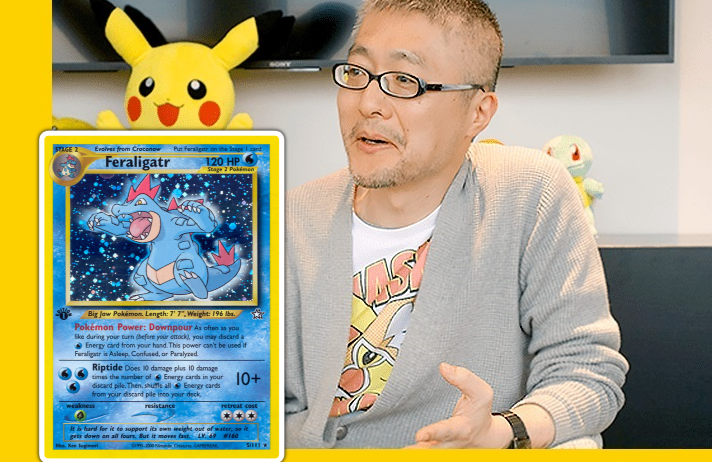 SONY
STAGE 2 Evolves from Croconaw Put Feraligatr on the Stage 1 card
Feraligatr 120 HP
Stage 2 Pokémon
Big Jaw Pokémon. Length: 7' 7", Weight: 196 lbs.
Pokémon Power: Downpour As often as you
like during your turn (before your attack), you may discard a
Energy card from your hand. This power can't be used if
Feraligatr is Asleep, Confused, or Paralyzed.
Riptide Does 10 damage plus 10 damage
times the number of Energy cards in your
discard pile. Then, shuffle all Energy cards
from your discard pile into your deck.
10+
weakness resistance retreat cost
It is hard for it to support its own weight out of water, so it
gets down on all fours. But it moves fast. LV. 69 #160
5/111